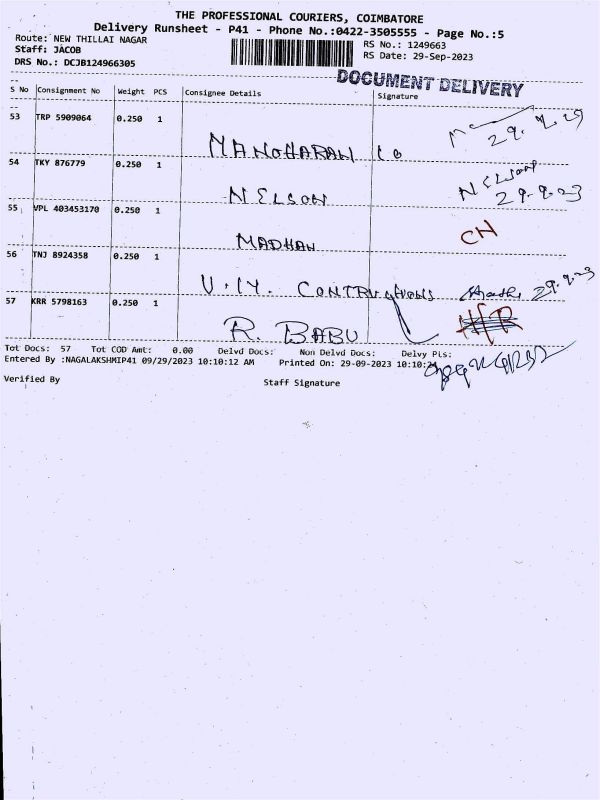 THE PROFESSIONAL COURIERS, COIMBATORE
Delivery Runsheet - P41 - Phone No.:0422-3505555 - Page No.:5
Route: NEW THILLAI NAGAR
RS No.: 1249663
Staff: JACOB
RS Date: 29-Sep-2023
DRS No.: DCJB124966305
DOCUMENT DELIVERY
S No Consignment No Weight PCS Consignee Details Signature
53 TRP 5909064 0.250 1
MANOHARAN 29.9.23
54 TKY 876779 0.250 1
NELSON Nelson 29.9.23
55 VPL 403453170 0.250 1
MADHAN CN
56 TNJ 8924358 0.250 1
29.9.23
57 KRR 5798163 0.250 1
R. BABU
Tot Docs: 57 Tot COD Amt: 0.00 Delvd Docs: Non Delvd Docs: Delvy Pls:
Entered By :NAGALAKSHMIP41 09/29/2023 10:10:12 AM Printed On: 29-09-2023
Verified By Staff Signature